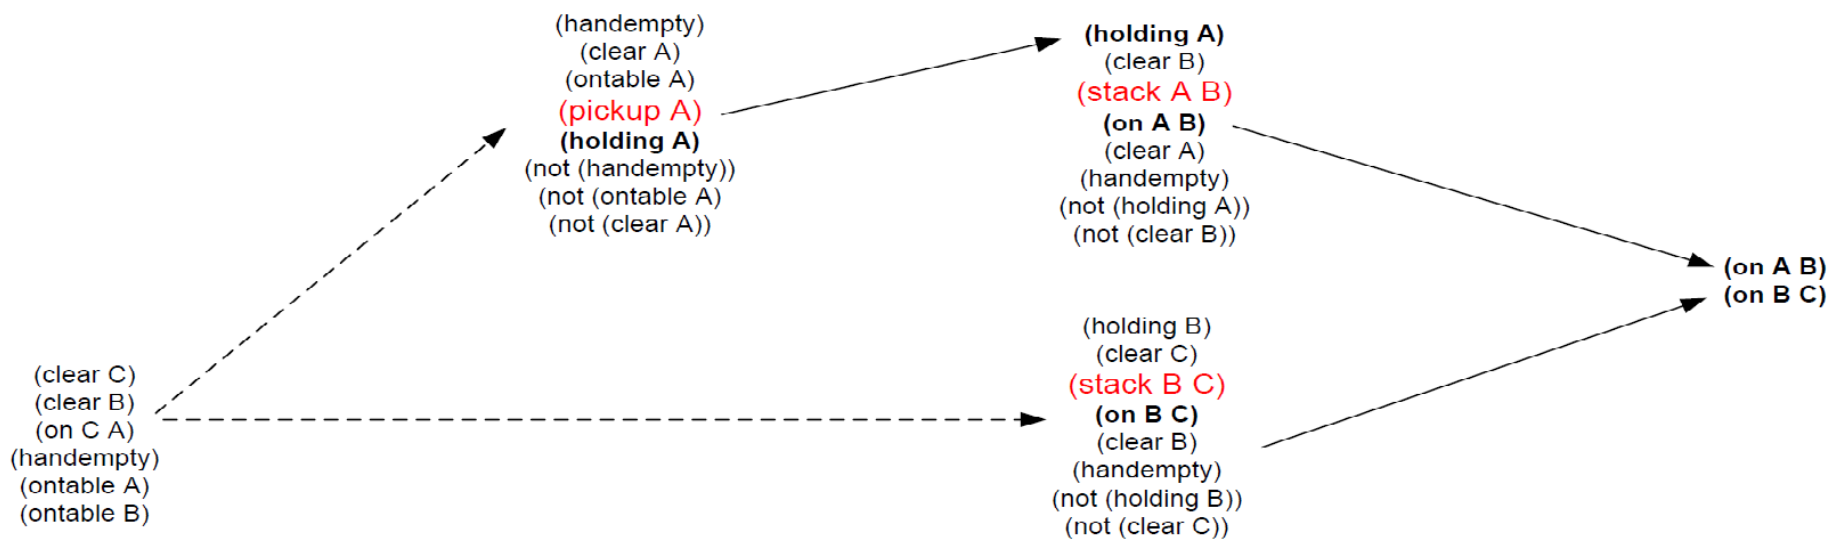 (handempty)
(clear A)
(ontable A)
(pickup A)
(holding A)
(not (handempty))
(not (ontable A)
(not (clear A))
(holding A)
(clear B)
(stack A B)
(on A B)
(clear A)
(handempty)
(not (holding A))
(not (clear B))
(on A B)
(on B C)
(holding B)
(clear C)
(stack B C)
(on B C)
(clear B)
(handempty)
(not (holding B))
(not (clear C))
(clear C)
(clear B)
(on C A)
(handempty)
(ontable A)
(ontable B)